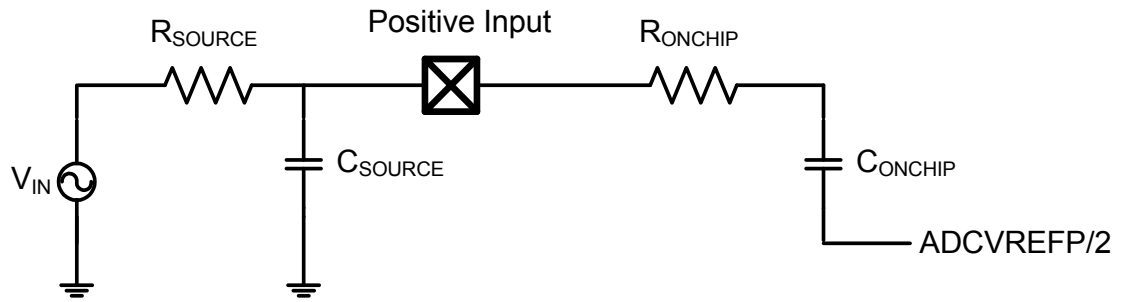 Positive Input
RSOURCE
RONCHIP
VIN
CSOURCE
CONCHIP
ADCVREFP/2